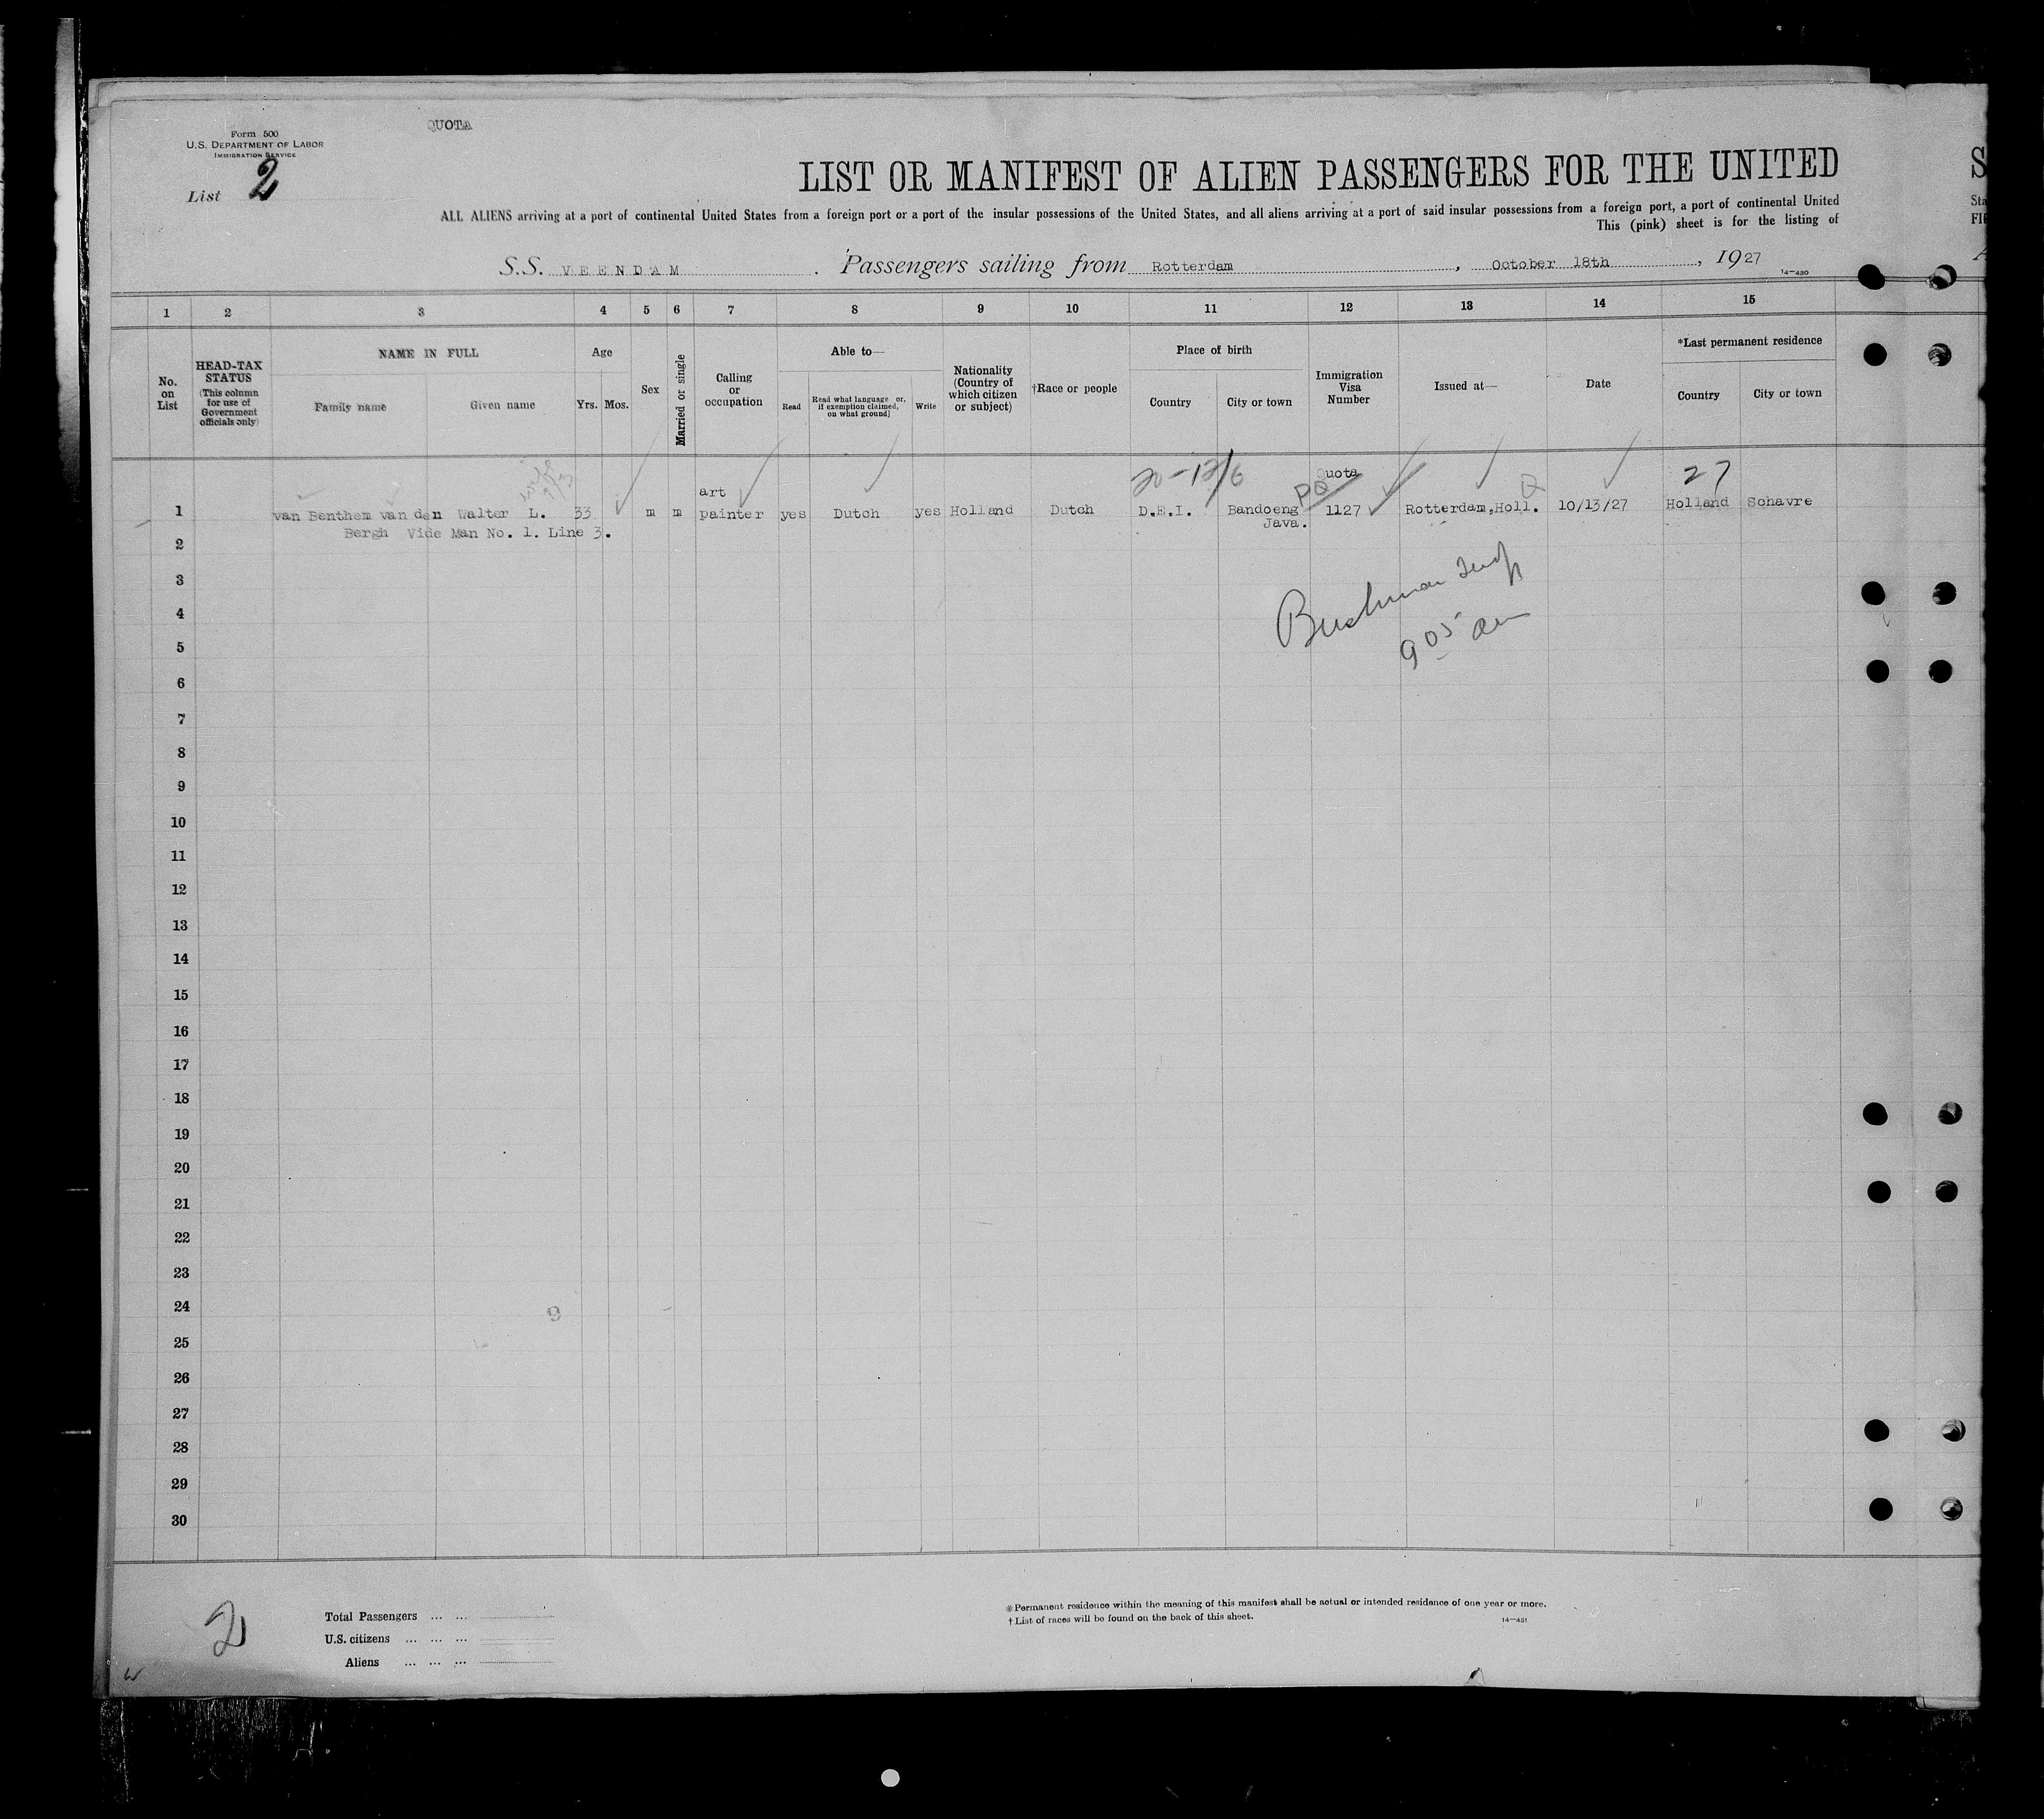 Form 500
U.S. DEPARTMENT OF LABOR
IMMIGRATION SERVICE
QUOTA
List 2
LIST OR MANIFEST OF ALIEN PASSENGERS FOR THE UNITED
S
ALL ALIENS arriving at a port of continental United States from a foreign port or a port of the insular possessions of the United States, and all aliens arriving at a port of said insular possessions from a foreign port, a port of continental United
Sta
This (pink) sheet is for the listing of
S.S. VEENDAM. Passengers sailing from Rotterdam, October 18th, 1927
14—430
1 2 3 4 5 6 7 8 9 10 11 12 13 14 15
No. on List
HEAD-TAX STATUS
(This column for use of Government officials only)
NAME IN FULL
Family name
Given name
Age
Yrs. Mos.
Sex
Married or single
Calling or occupation
Able to—
Read
Read what language or, if exemption claimed, on what ground]
Write
Nationality (Country of which citizen or subject)
†Race or people
Place of birth
Country
City or town
Immigration Visa Number
Issued at—
Date
*Last permanent residence
Country
City or town
20-12/6 Quota 27
art PQ
1 van Benthem van den Walter L. 33 m m painter yes Dutch yes Holland Dutch D.E.I. Bandoeng 1127 Rotterdam,Holl. 10/13/27 Holland Schavre
Bergh Vide Man No. 1. Line 3. Java.
2
3
4
5
905
6
7
8
9
10
11
12
13
14
15
16
17
18
19
20
21
22
23
24
9
25
26
27
28
29
30
2
Total Passengers ... ...
U.S. citizens ... ... ...
Aliens ... ... ...
*Permanent residence within the meaning of this manifest shall be actual or intended residence of one year or more.
†List of races will be found on the back of this sheet.
14—431
W